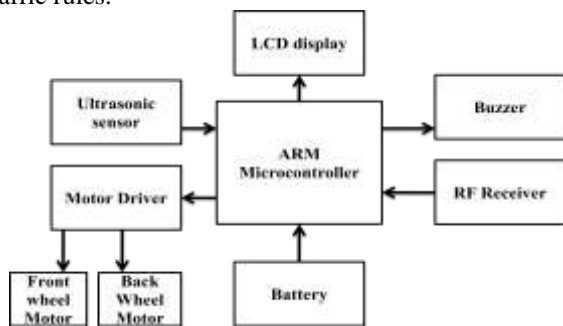 affic rules.
LCD display
Ultrasonic
sensor
Buzzer
ARM
Microcontroller
Motor Driver
RF Receiver
Front
wheel
Motor
Back
Wheel
Motor
Battery